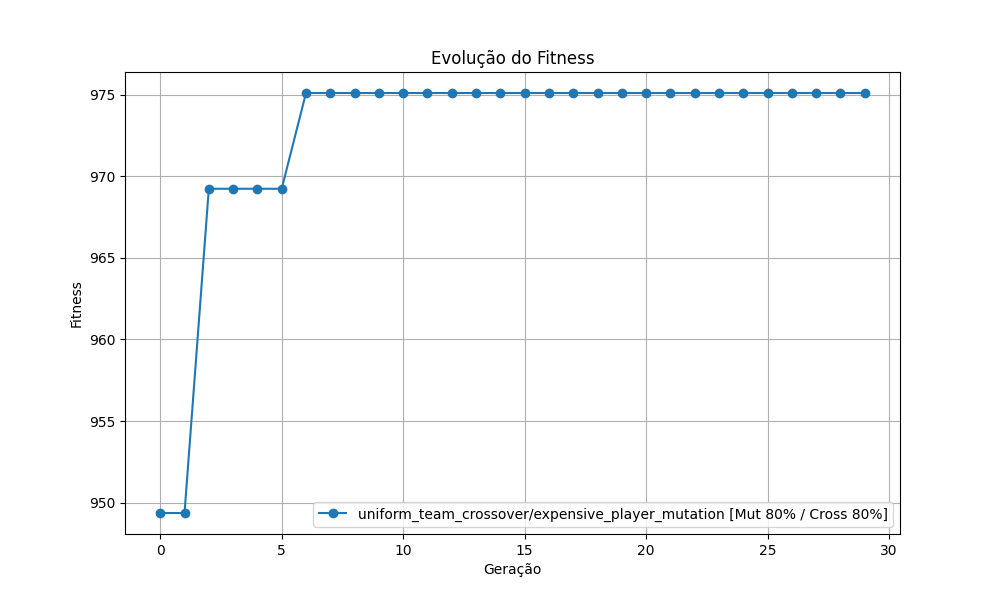 Evolução do Fitness
Fitness
975
970
965
960
955
950
uniform_team_crossover/expensive_player_mutation [Mut 80% / Cross 80%]
0 5 10 15 20 25 30
Geração